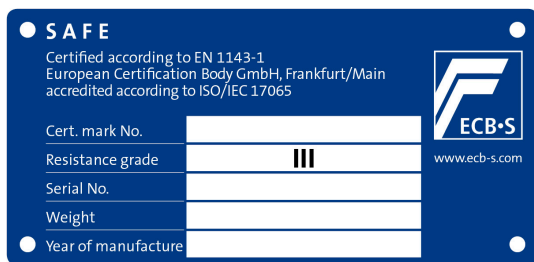 SAFE
Certified according to EN 1143-1
European Certification Body GmbH, Frankfurt/Main
accredited according to ISO/IEC 17065
ECB•S
www.ecb-s.com
Cert. mark No.
Resistance grade III
Serial No.
Weight
Year of manufacture